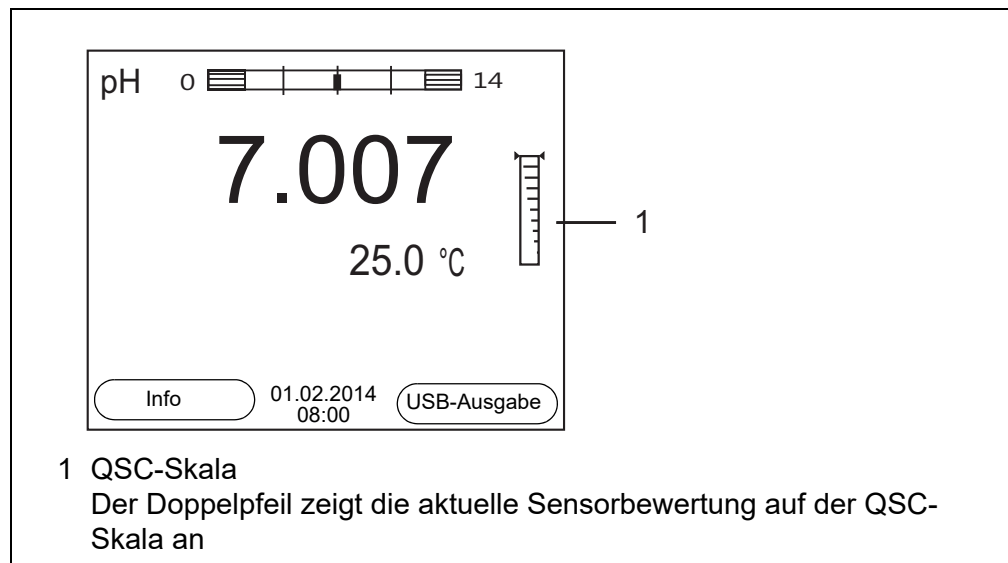 pH 0 14
7.007
25.0 °C
1
Info
01.02.2014
08:00
USB-Ausgabe
1 QSC-Skala
Der Doppelpfeil zeigt die aktuelle Sensorbewertung auf der QSC-
Skala an